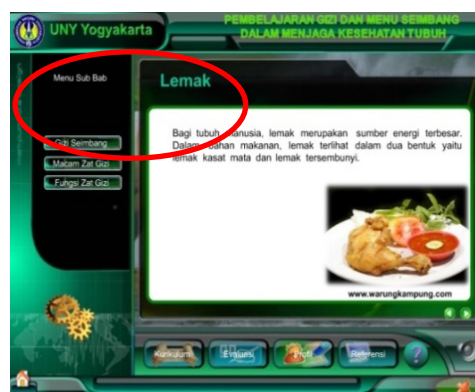 UNY Yogyakarta
PEMBELAJARAN GIZI DAN MENU SEIMBANG
DALAM MENJAGA KESEHATAN TUBUH
Menu Sub Bab
Gizi Seimbang
Macam Zat Gizi
Fungsi Zat Gizi
Lemak
Bagi tubuh manusia, lemak merupakan sumber energi terbesar.
Dalam bahan makanan, lemak terlihat dalam dua bentuk yaitu
lemak kasat mata dan lemak tersembunyi.
www.warungkampung.com
Kurikulum
Evaluasi
Profil
Referensi
?